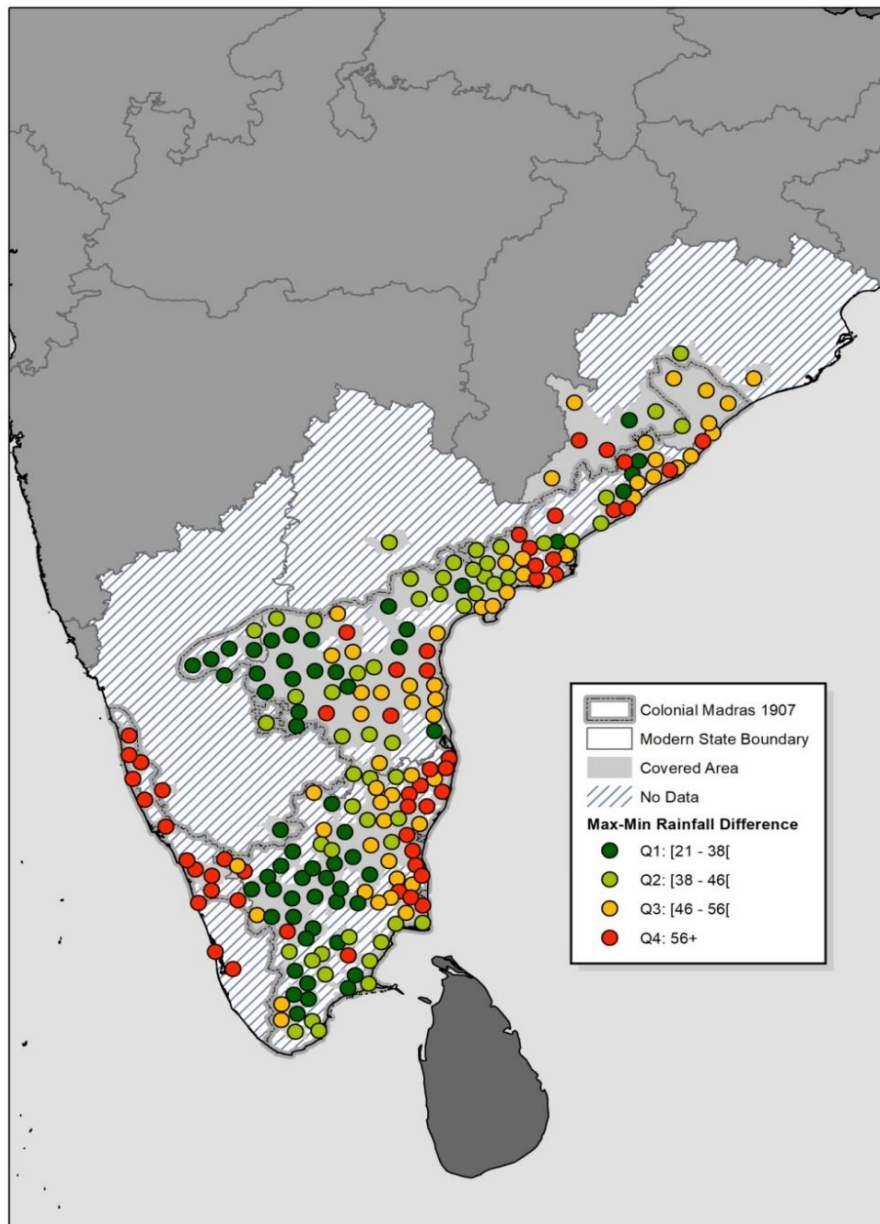 Colonial Madras 1907
Modern State Boundary
Covered Area
No Data
Max-Min Rainfall Difference
Q1: [21 - 38[
Q2: [38 - 46[
Q3: [46 - 56[
Q4: 56+